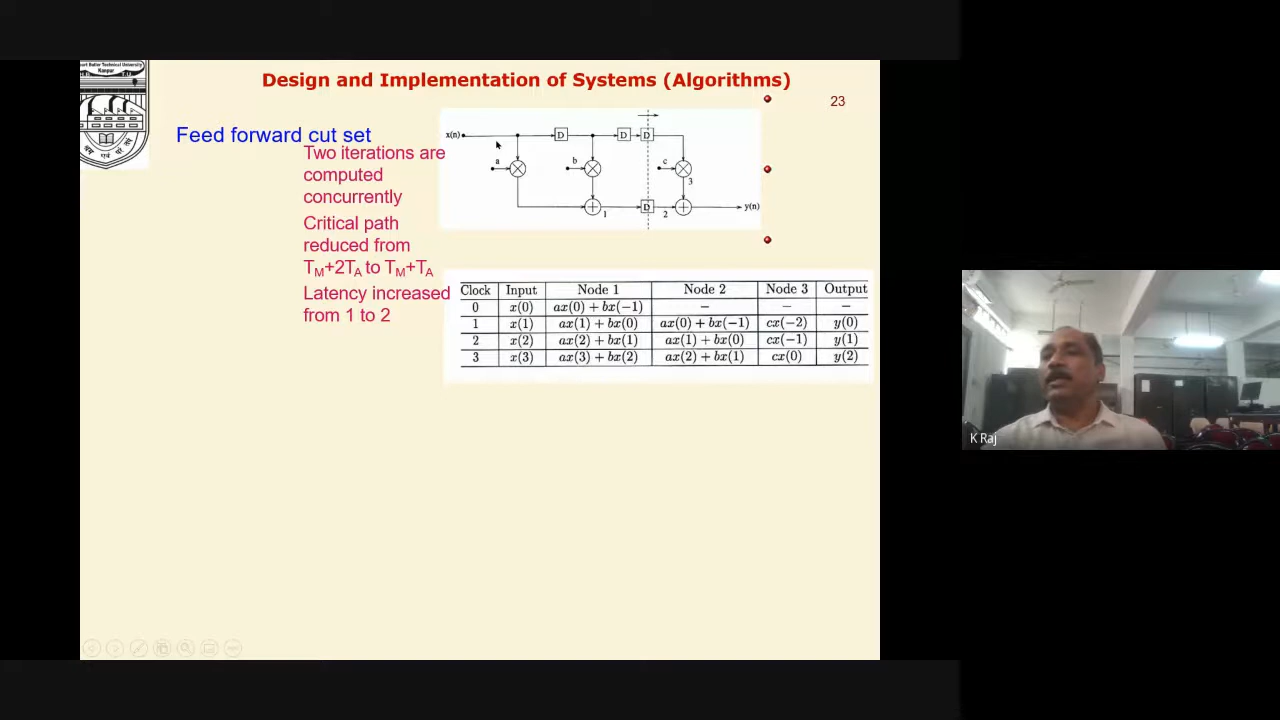 Design and Implementation of Systems (Algorithms)
23
Feed forward cut set
Two iterations are
computed
concurrently
Critical path
reduced from
TM+2TA to TM+TA
Latency increased
from 1 to 2
x(n) D D D
a b c
3
D
1 2 y(n)
Clock Input Node 1 Node 2 Node 3 Output
0 x(0) ax(0) + bx(−1) − − −
1 x(1) ax(1) + bx(0) ax(0) + bx(−1) cx(−2) y(0)
2 x(2) ax(2) + bx(1) ax(1) + bx(0) cx(−1) y(1)
3 x(3) ax(3) + bx(2) ax(2) + bx(1) cx(0) y(2)
K Raj